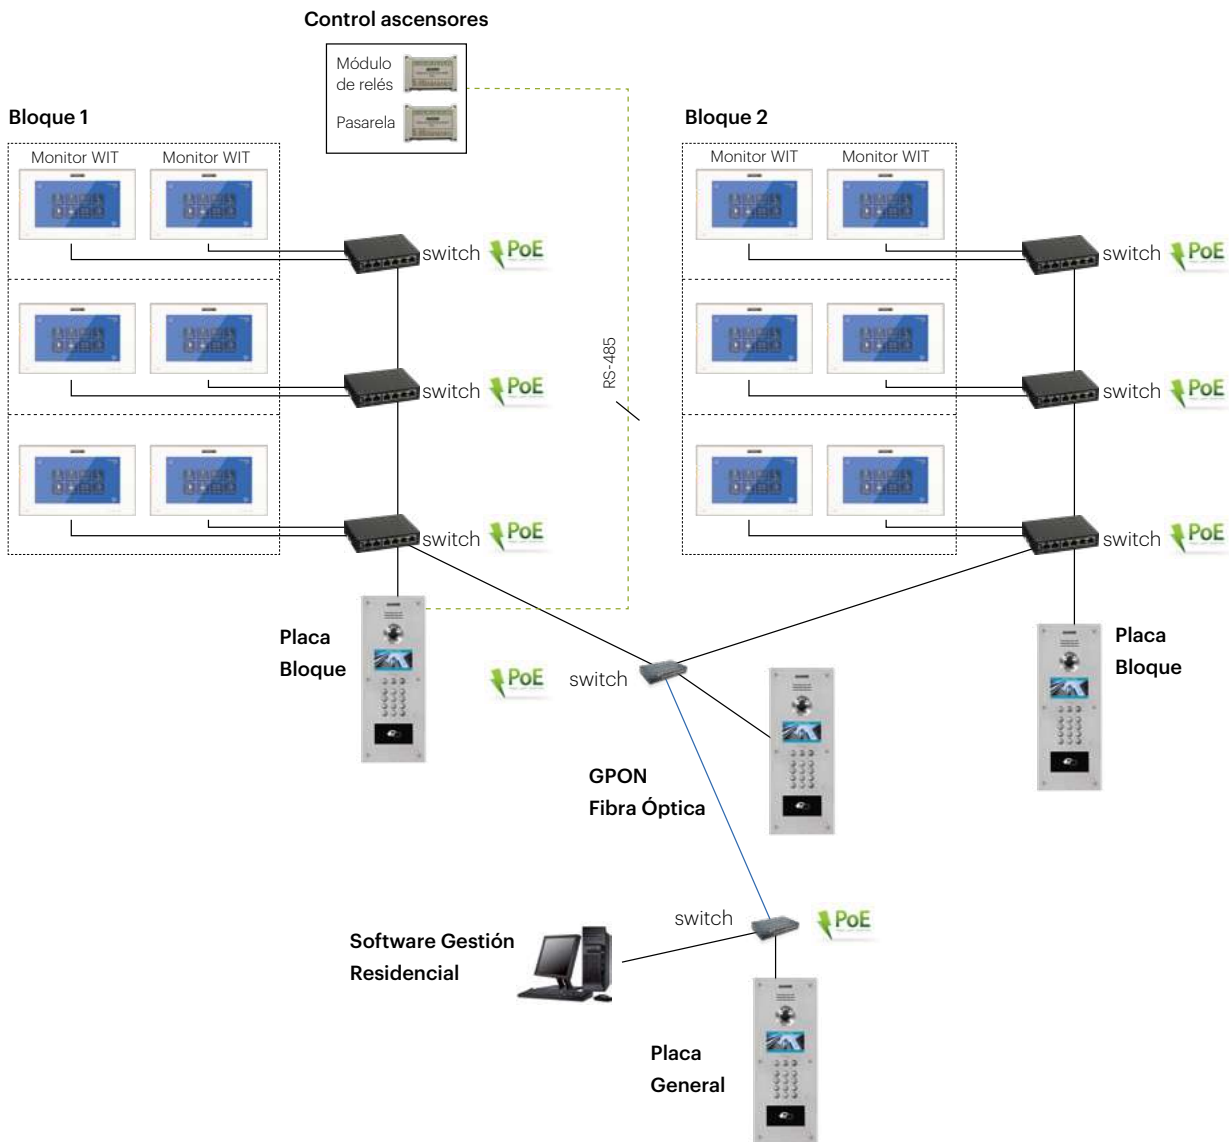 Control ascensores
Módulo
de relés
Pasarela
Bloque 1
Monitor WIT
Monitor WIT
switch
PoE
switch
PoE
switch
PoE
RS-485
Bloque 2
Monitor WIT
Monitor WIT
switch
PoE
switch
PoE
switch
PoE
Placa
Bloque
Placa
Bloque
PoE
switch
GPON
Fibra Óptica
switch
PoE
Software Gestión
Residencial
Placa
General